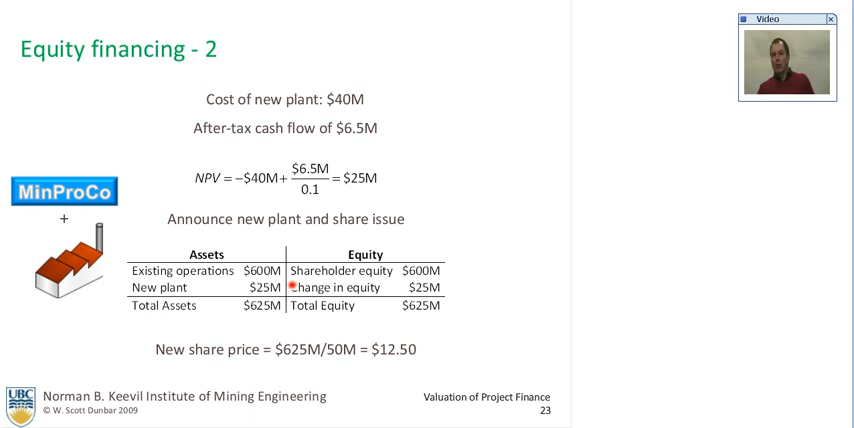 Video
Equity financing - 2
Cost of new plant: $40M
After-tax cash flow of $6.5M
NPV = -$40M + $6.5M / 0.1 = $25M
MinProCo
+
Announce new plant and share issue
Assets Equity
Existing operations $600M Shareholder equity $600M
New plant $25M Change in equity $25M
Total Assets $625M Total Equity $625M
New share price = $625M/50M = $12.50
UBC
Norman B. Keevil Institute of Mining Engineering
© W. Scott Dunbar 2009
Valuation of Project Finance
23